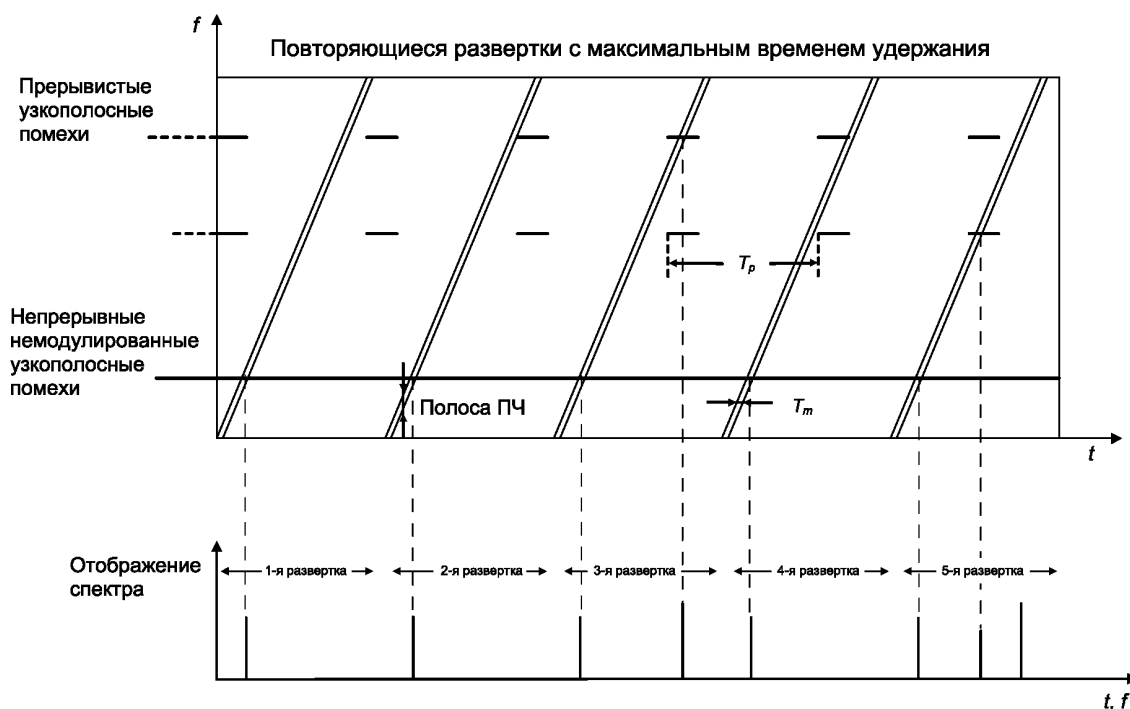 f
Повторяющиеся развертки с максимальным временем удержания
Прерывистые
узкополосные
помехи
Tp
Непрерывные
немодулированные
узкополосные
помехи
Полоса ПЧ
Tm
t
Отображение
спектра
1-я развертка
2-я развертка
3-я развертка
4-я развертка
5-я развертка
t, f